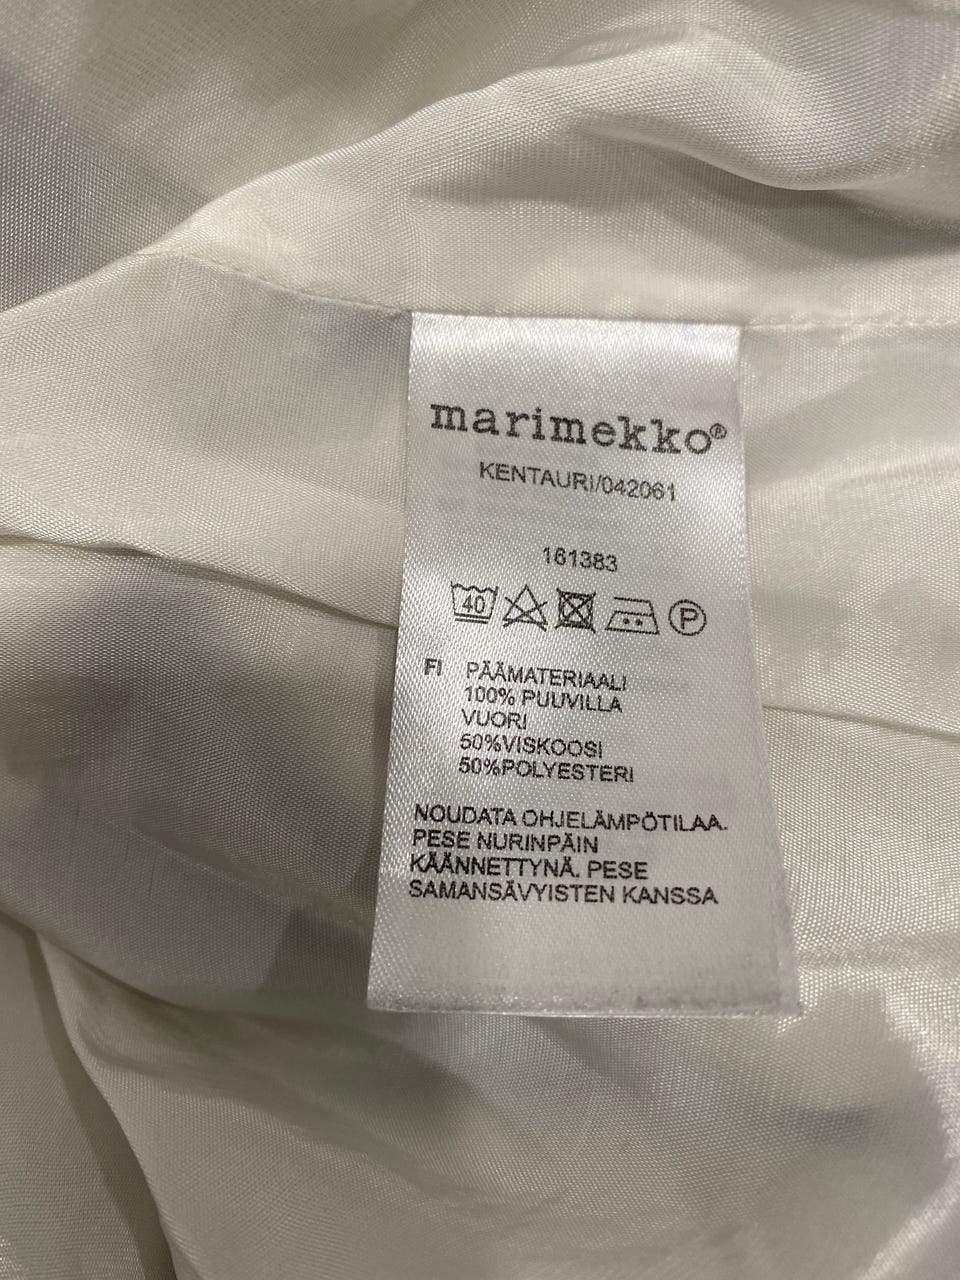 marimekko®
KENTAURI/042061
161383
40 P
FI PÄÄMATERIAALI
100% PUUVILLA
VUORI
50%VISKOOSI
50%POLYESTERI
NOUDATA OHJELÄMPÖTILAA.
PESE NURINPÄIN
KÄÄNNETTYNÄ. PESE
SAMANSÄVYISTEN KANSSA